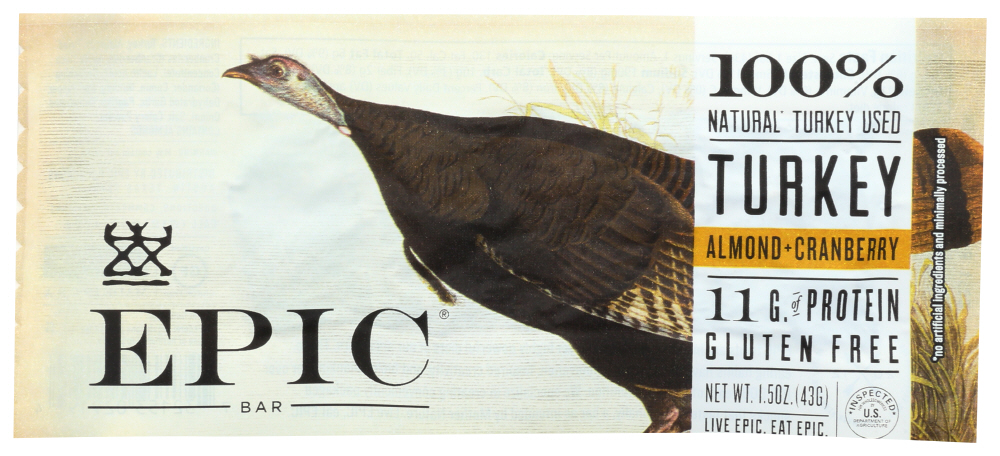 EPIC®
BAR
100%
NATURAL* TURKEY USED
TURKEY
ALMOND+CRANBERRY
11 G. of PROTEIN
GLUTEN FREE
NET WT. 1.5OZ. (43G)
LIVE EPIC. EAT EPIC.
INSPECTED
U.S.
DEPARTMENT OF
AGRICULTURE
*no artificial ingredients and minimally processed